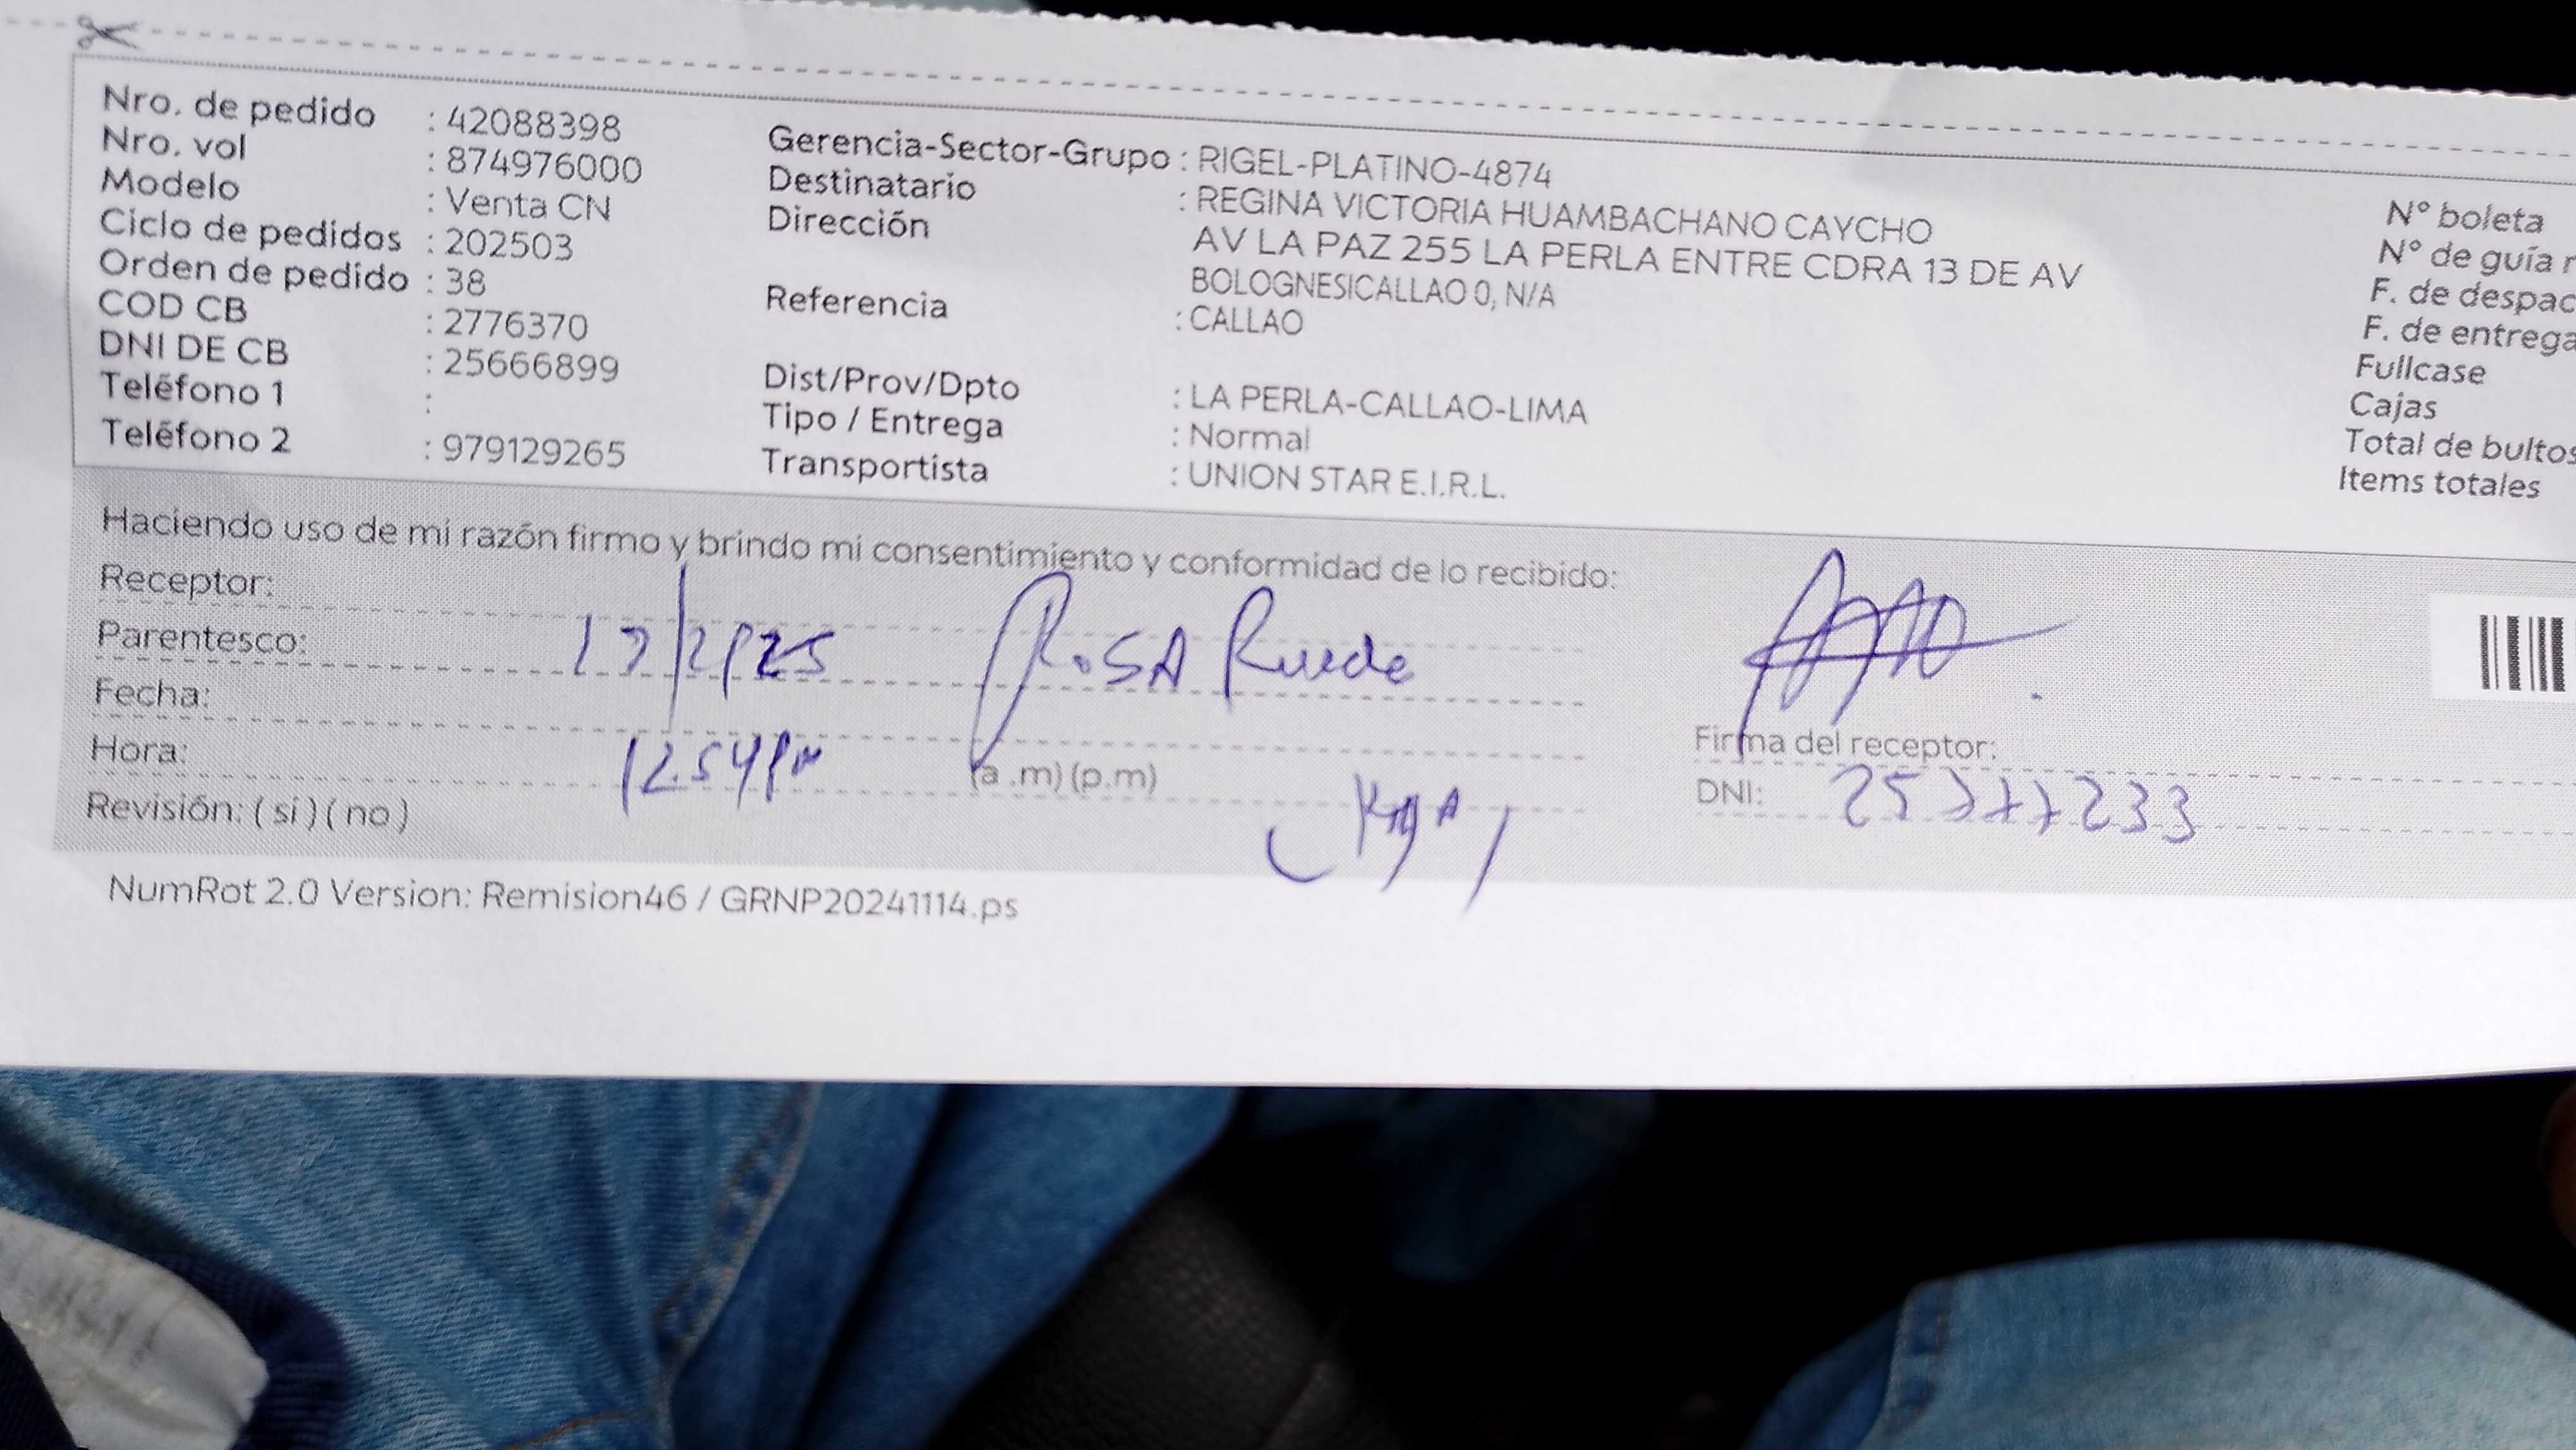 Nro. de pedido : 42088398
Nro. vol : 874976000
Modelo : Venta CN
Ciclo de pedidos : 202503
Orden de pedido : 38
COD CB : 2776370
DNI DE CB : 25666899
Teléfono 1 :
Teléfono 2 : 979129265
Gerencia-Sector-Grupo : RIGEL-PLATINO-4874
Destinatario : REGINA VICTORIA HUAMBACHANO CAYCHO
Dirección AV LA PAZ 255 LA PERLA ENTRE CDRA 13 DE AV
BOLOGNESICALLAO 0, N/A
Referencia : CALLAO
Dist/Prov/Dpto : LA PERLA-CALLAO-LIMA
Tipo / Entrega : Normal
Transportista : UNION STAR E.I.R.L.
N° boleta
N° de guía r
F. de despac
F. de entrega
Fullcase
Cajas
Total de bultos
Items totales
Haciendo uso de mi razón firmo y brindo mi consentimiento y conformidad de lo recibido:
Receptor:
Parentesco:
Rosa Rueda
Fecha:
Hora: 12.54 pm (a .m) (p.m)
Revisión: ( si ) ( no )
Firma del receptor:
DNI: 25777233
NumRot 2.0 Version: Remision46 / GRNP20241114.ps